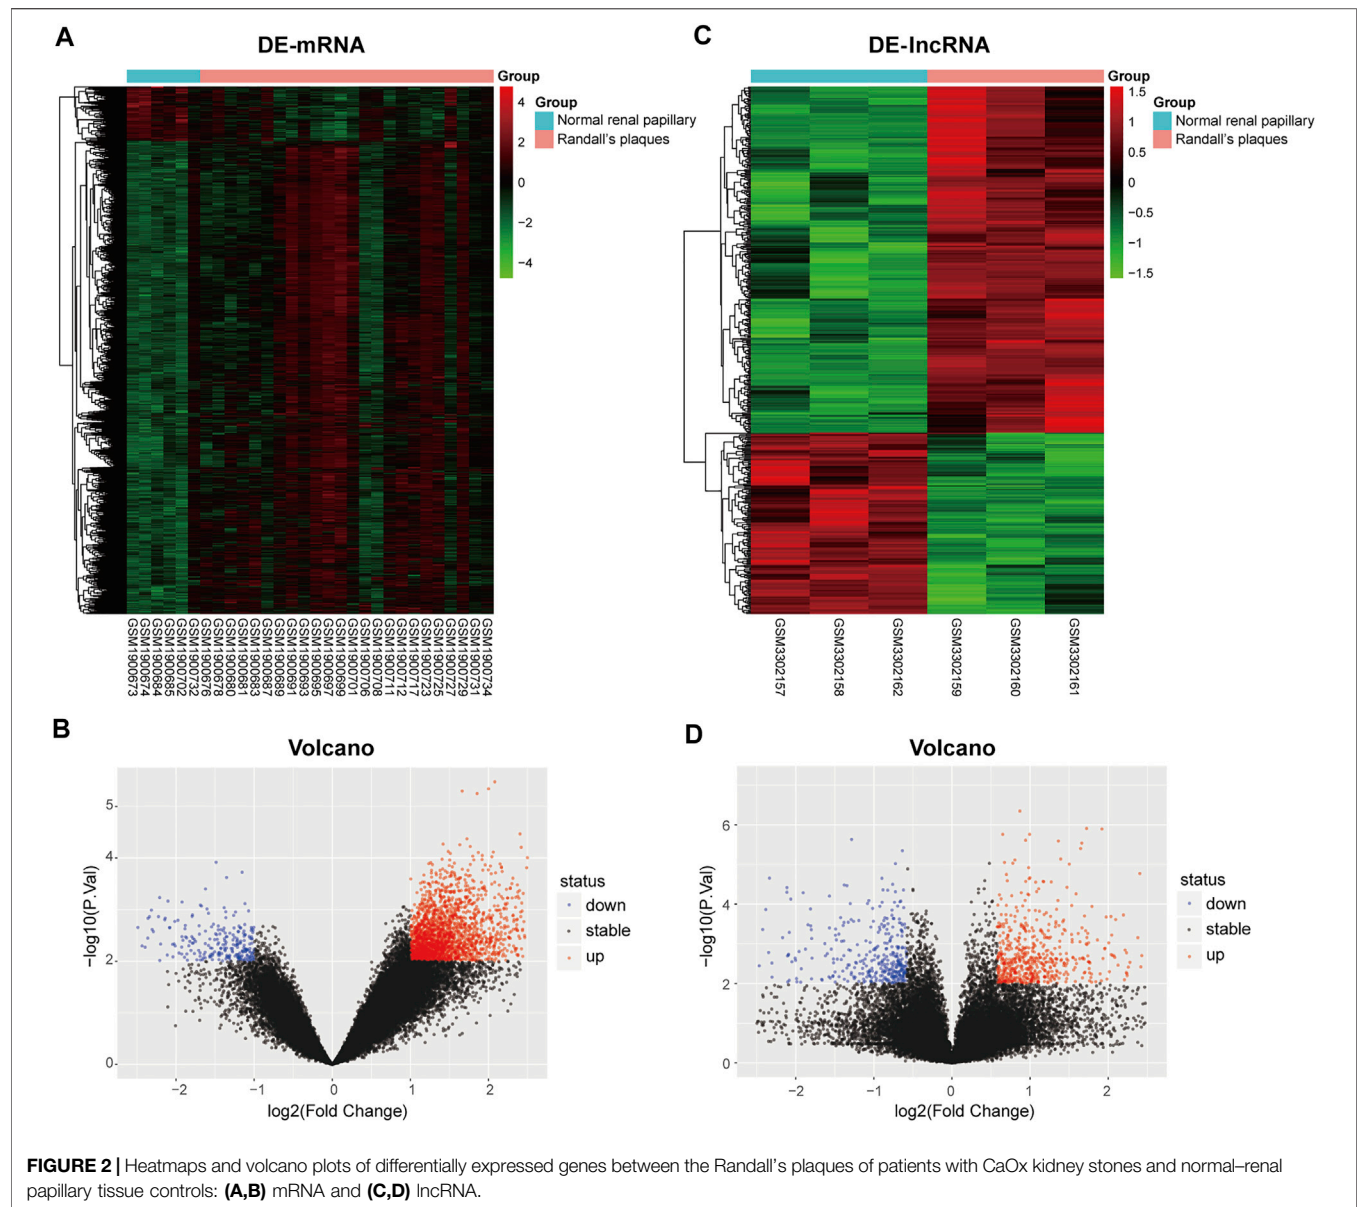 A
DE-mRNA
Group
4
2
0
−2
−4
Group
Normal renal papillary
Randall's plaques
GSM1900673
GSM1900674
GSM1900684
GSM1900685
GSM1900702
GSM1900732
GSM1900676
GSM1900678
GSM1900680
GSM1900681
GSM1900683
GSM1900687
GSM1900689
GSM1900691
GSM1900693
GSM1900695
GSM1900697
GSM1900699
GSM1900701
GSM1900706
GSM1900708
GSM1900711
GSM1900712
GSM1900717
GSM1900723
GSM1900725
GSM1900727
GSM1900729
GSM1900731
GSM1900734
C
DE-lncRNA
Group
1.5
1
0.5
0
−0.5
−1
−1.5
Group
Normal renal papillary
Randall's plaques
GSM3302157
GSM3302158
GSM3302162
GSM3302159
GSM3302160
GSM3302161
B
Volcano
−log10(P.Val)
5
4
2
0
−2
−1
0
1
2
log2(Fold Change)
status
down
stable
up
D
Volcano
−log10(P.Val)
6
4
2
0
−2
−1
0
1
2
log2(Fold Change)
status
down
stable
up
FIGURE 2 | Heatmaps and volcano plots of differentially expressed genes between the Randall's plaques of patients with CaOx kidney stones and normal–renal
papillary tissue controls: (A,B) mRNA and (C,D) lncRNA.